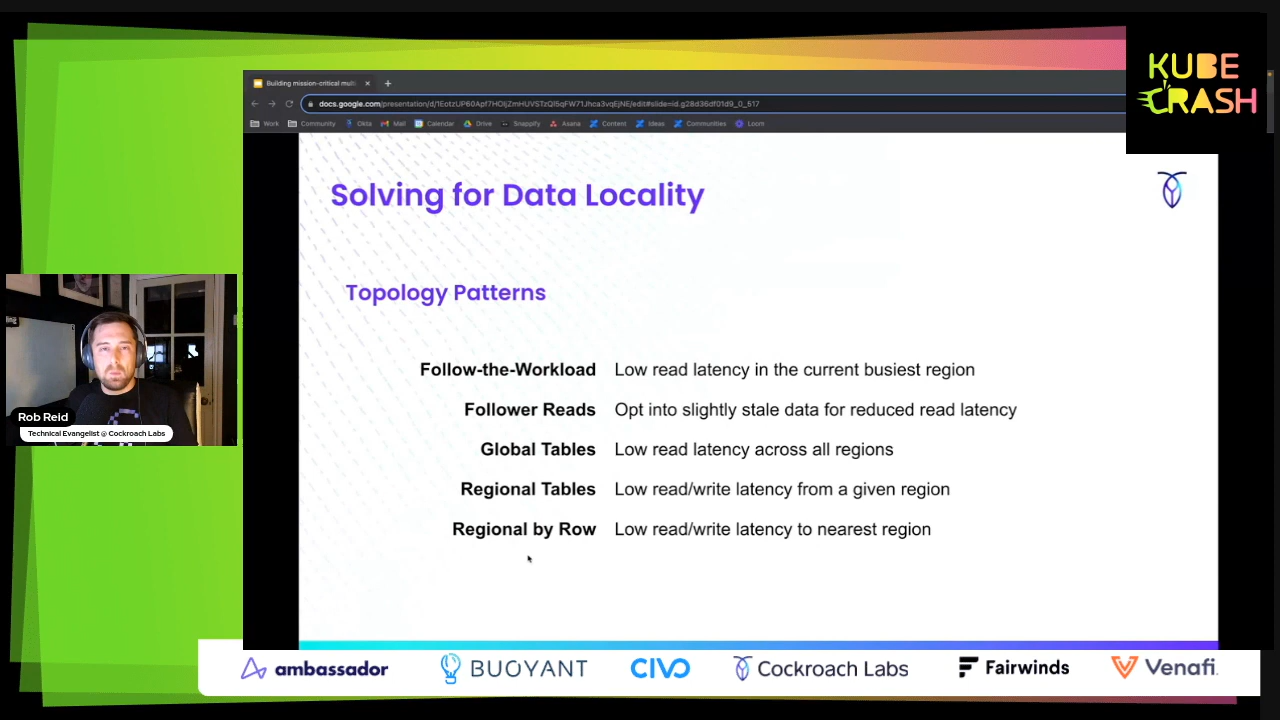 KUBE
CRASH
Building mission-critical mult
docs.google.com/presentation/d/1EotzUP60Apf7HOljZmHUVSTzQl5qFW71Jhca3vqEjNE/edit#slide=id.g28d36df01d9_0_517
Work Community Okta Mail Calendar Drive Snappify Asana Content Ideas Communities Loom
Solving for Data Locality
Topology Patterns
Follow-the-Workload Low read latency in the current busiest region
Follower Reads Opt into slightly stale data for reduced read latency
Global Tables Low read latency across all regions
Regional Tables Low read/write latency from a given region
Regional by Row Low read/write latency to nearest region
Rob Reid
Technical Evangelist @ Cockroach Labs
ambassador BUOYANT CIVO Cockroach Labs Fairwinds Venafi